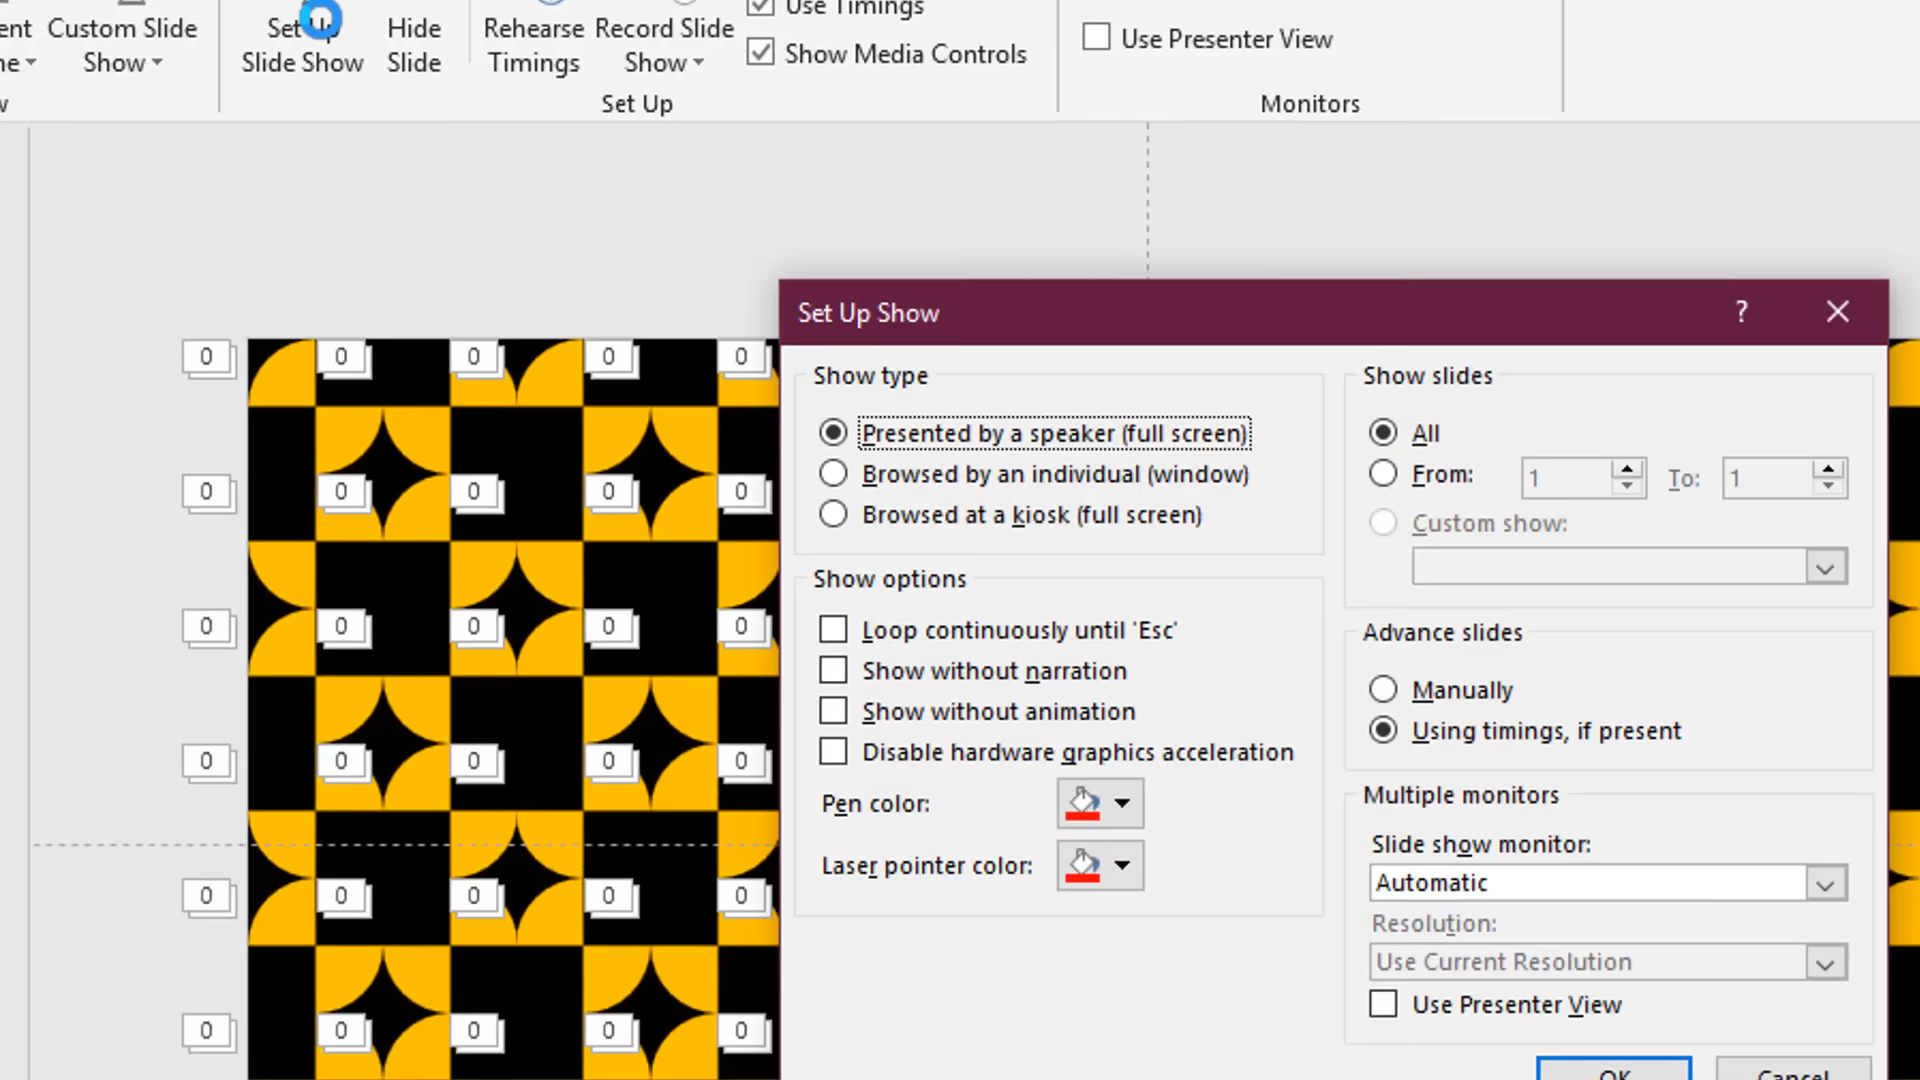 ent Custom Slide Set Up Hide Rehearse Record Slide Use Timings
ne Show Slide Show Slide Timings Show Show Media Controls Use Presenter View
w Set Up Monitors
Set Up Show ?
Show type
Presented by a speaker (full screen)
Browsed by an individual (window)
Browsed at a kiosk (full screen)
Show options
Loop continuously until 'Esc'
Show without narration
Show without animation
Disable hardware graphics acceleration
Pen color:
Laser pointer color:
Show slides
All
From: 1 To: 1
Custom show:
Advance slides
Manually
Using timings, if present
Multiple monitors
Slide show monitor:
Automatic
Resolution:
Use Current Resolution
Use Presenter View
OK Cancel
0 0 0 0 0
0 0 0 0 0
0 0 0 0 0
0 0 0 0 0
0 0 0 0 0
0 0 0 0 0